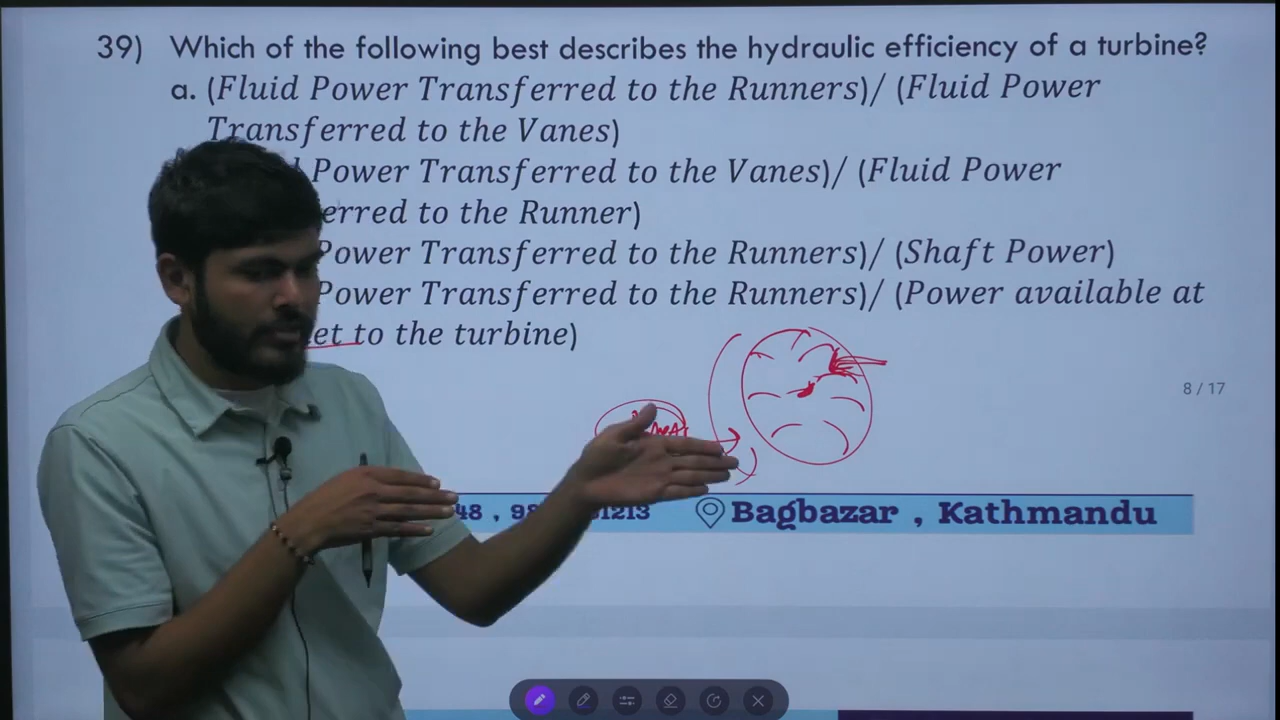 39) Which of the following best describes the hydraulic efficiency of a turbine?
a. (Fluid Power Transferred to the Runners)/ (Fluid Power
Transferred to the Vanes)
Power Transferred to the Vanes)/ (Fluid Power
erred to the Runner)
Power Transferred to the Runners)/ (Shaft Power)
Power Transferred to the Runners)/ (Power available at
et to the turbine)
8 / 17
48 , 98 1213 Bagbazar , Kathmandu